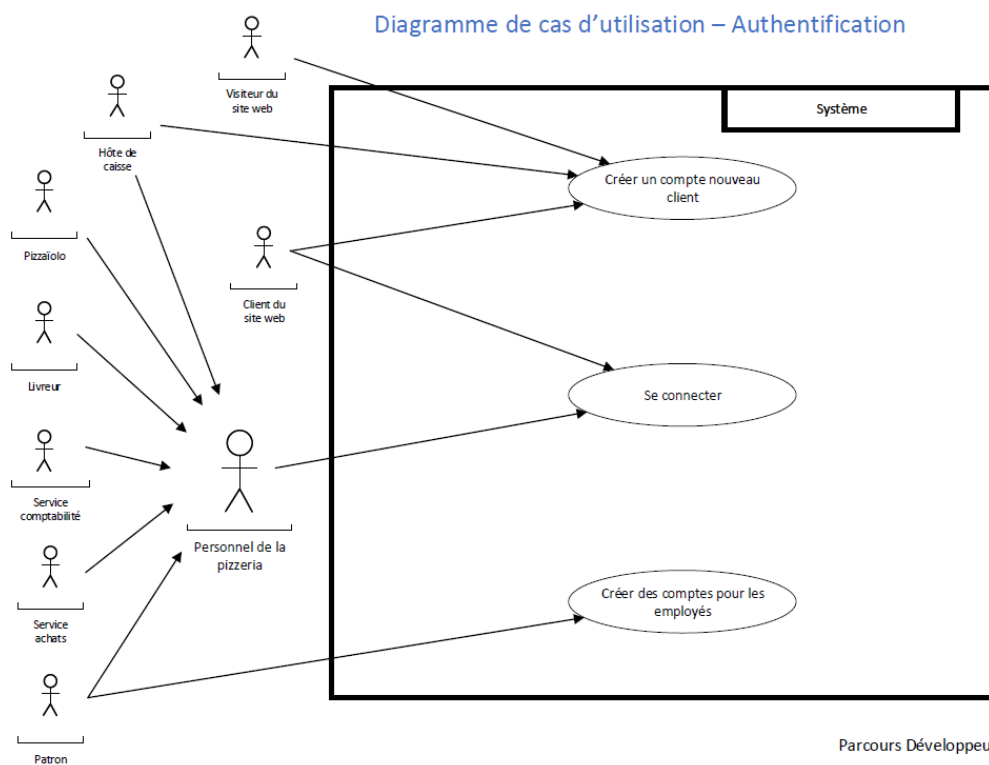 Diagramme de cas d’utilisation – Authentification
Visiteur du
site web
Système
Hôte de
caisse
Créer un compte nouveau
client
Pizzaïolo
Client du
site web
Livreur
Se connecter
Service
comptabilité
Personnel de la
pizzeria
Créer des comptes pour les
employés
Service
achats
Patron
Parcours Développeu